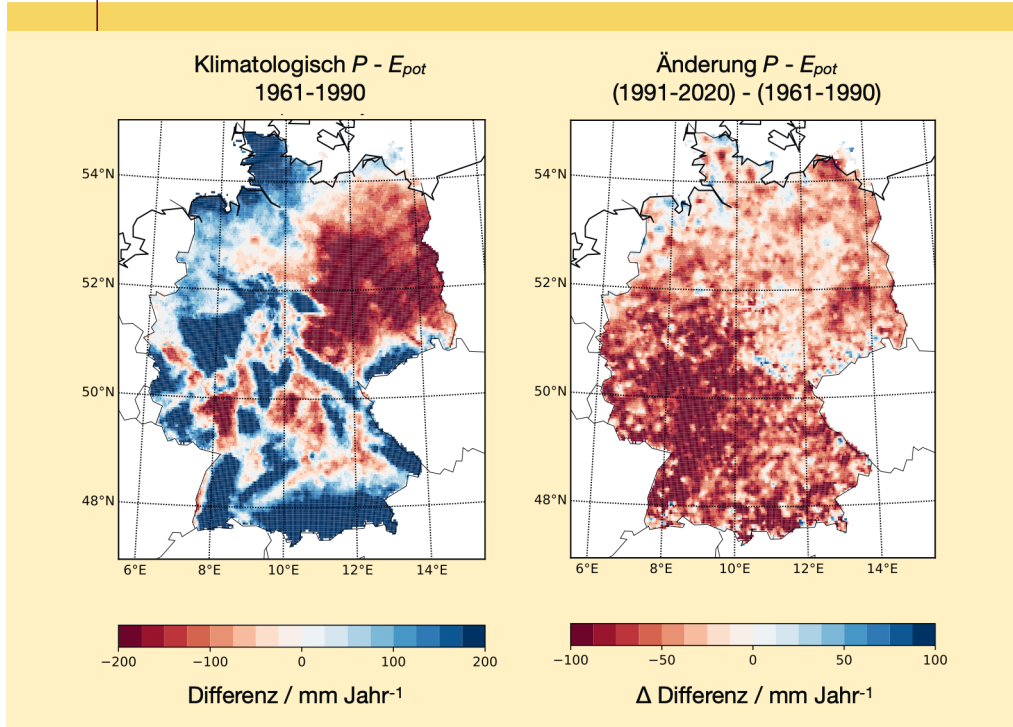 Klimatologisch P - Epot
1961-1990
Änderung P - Epot
(1991-2020) - (1961-1990)
54°N
52°N
50°N
48°N
6°E 8°E 10°E 12°E 14°E
54°N
52°N
50°N
48°N
6°E 8°E 10°E 12°E 14°E
−200 −100 0 100 200
Differenz / mm Jahr-1
−100 −50 0 50 100
Δ Differenz / mm Jahr-1